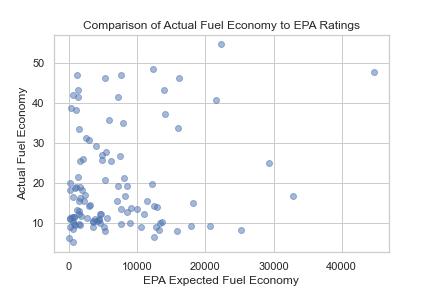 Comparison of Actual Fuel Economy to EPA Ratings
50
40
30
20
10
Actual Fuel Economy
0 10000 20000 30000 40000
EPA Expected Fuel Economy